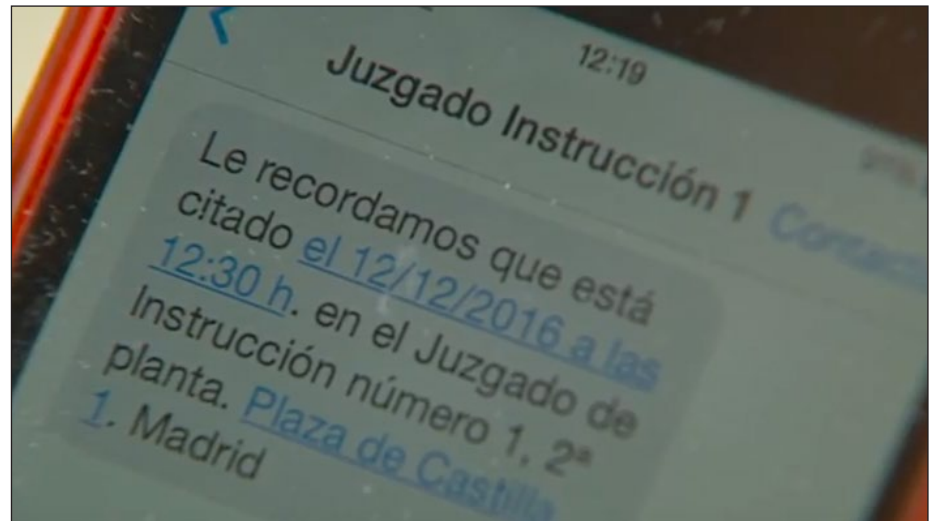 12:19
Juzgado Instrucción 1
Le recordamos que está
citado el 12/12/2016 a las
12:30 h. en el Juzgado de
Instrucción número 1, 2ª
planta. Plaza de Castilla
1. Madrid